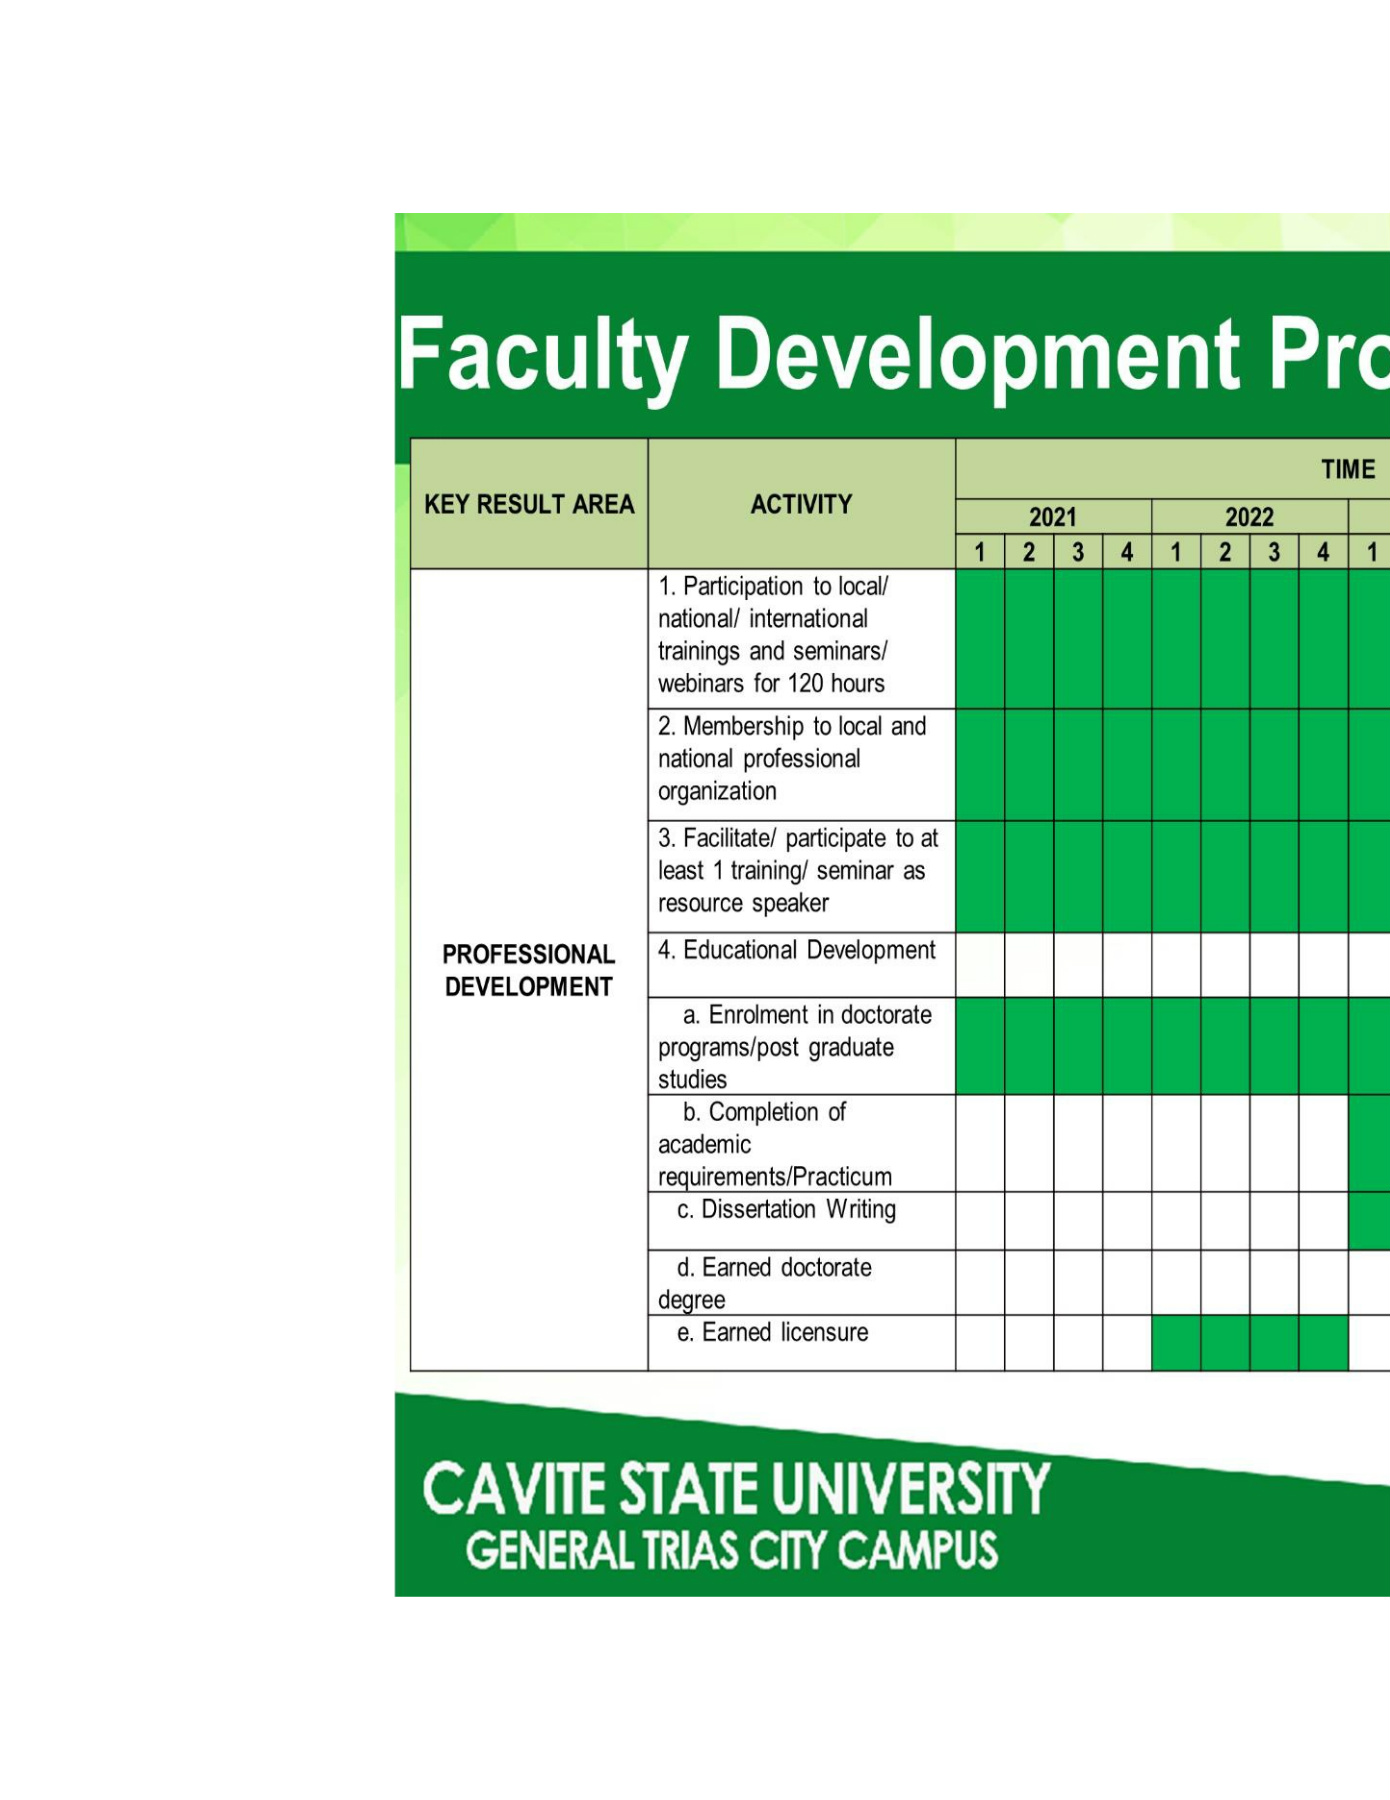 Faculty Development Pro
KEY RESULT AREA
ACTIVITY
TIME
2021
2022
1 2 3 4 1 2 3 4 1
PROFESSIONAL
DEVELOPMENT
1. Participation to local/
national/ international
trainings and seminars/
webinars for 120 hours
2. Membership to local and
national professional
organization
3. Facilitate/ participate to at
least 1 training/ seminar as
resource speaker
4. Educational Development
a. Enrolment in doctorate
programs/post graduate
studies
b. Completion of
academic
requirements/Practicum
c. Dissertation Writing
d. Earned doctorate
degree
e. Earned licensure
CAVITE STATE UNIVERSITY
GENERAL TRIAS CITY CAMPUS